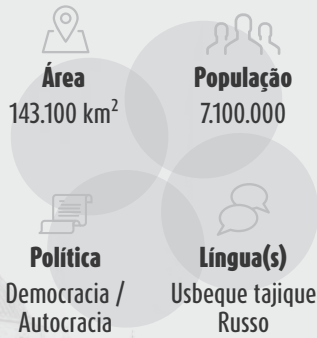 Área
143.100 km²
População
7.100.000
Política
Democracia /
Autocracia
Língua(s)
Usbeque tajique
Russo